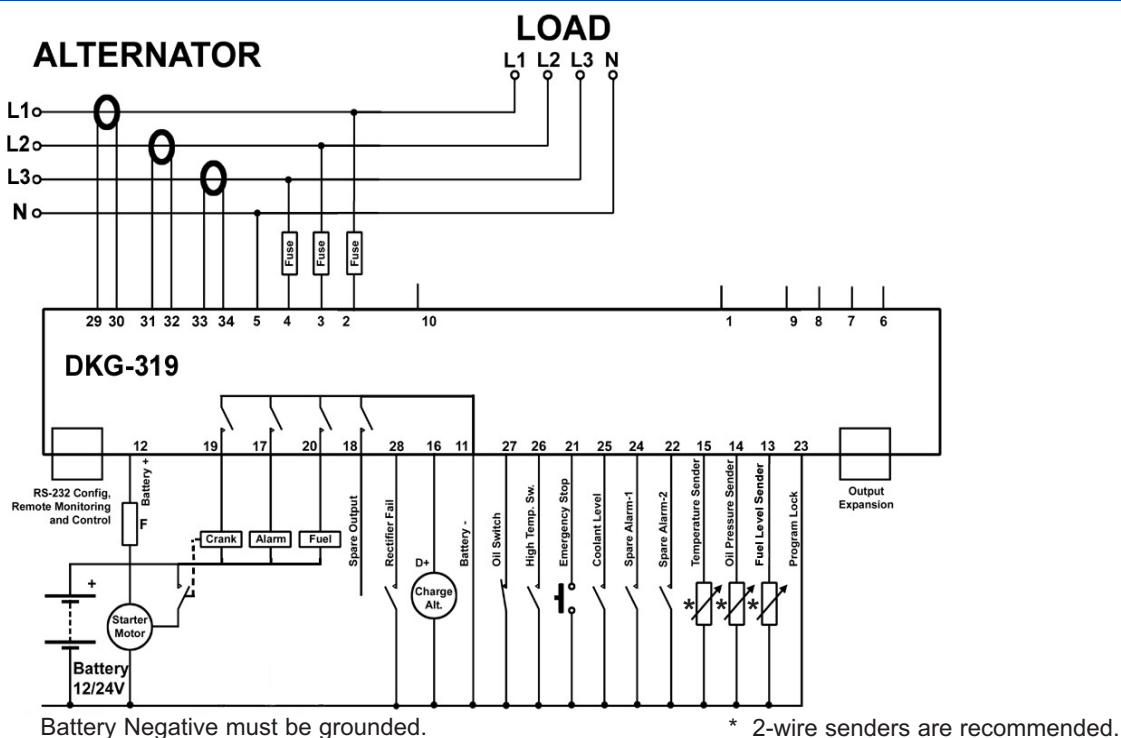 LOAD
ALTERNATOR
L1 L2 L3 N
L1
L2
L3
N
Fuse Fuse Fuse
29 30 31 32 33 34 5 4 3 2 10 1 9 8 7 6
DKG-319
12 19 17 20 18 28 16 11 27 26 21 25 24 22 15 14 13 23
RS-232 Config,
Remote Monitoring
and Control
Battery +
F
Crank Alarm Fuel
Spare Output
Rectifier Fail
D+
Charge
Alt.
Battery -
Oil Switch
High Temp. Sw.
Emergency Stop
Coolant Level
Spare Alarm-1
Spare Alarm-2
Temperature Sender
Oil Pressure Sender
Fuel Level Sender
Program Lock
Output
Expansion
* * *
+
Starter
Motor
Battery
12/24V
Battery Negative must be grounded.
* 2-wire senders are recommended.